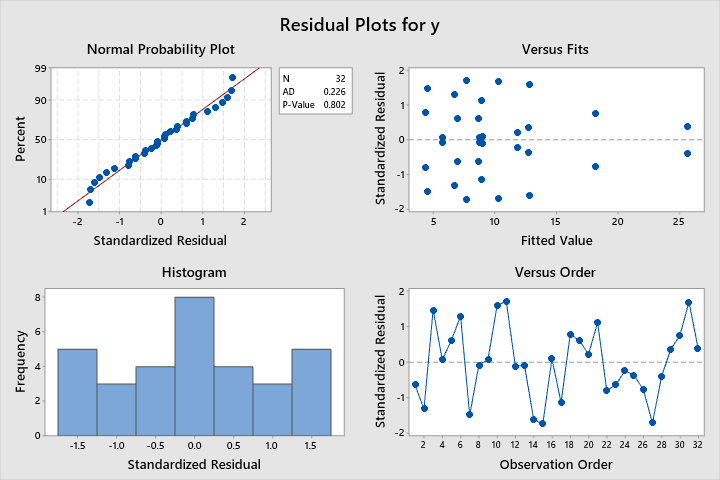 Residual Plots for y
Normal Probability Plot
99
90
50
10
1
Percent
-2 -1 0 1 2
Standardized Residual
N 32
AD 0.226
P-Value 0.802
Versus Fits
2
1
0
-1
-2
Standardized Residual
5 10 15 20 25
Fitted Value
Histogram
8
6
4
2
0
Frequency
-1.5 -1.0 -0.5 0.0 0.5 1.0 1.5
Standardized Residual
Versus Order
2
1
0
-1
-2
Standardized Residual
2 4 6 8 10 12 14 16 18 20 22 24 26 28 30 32
Observation Order